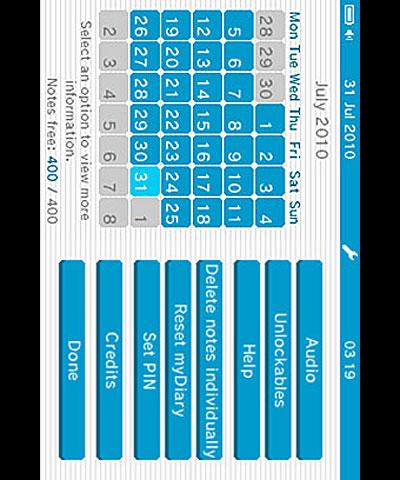 31 Jul 2010 03 19
July 2010
Mon Tue Wed Thu Fri Sat Sun
28 29 30 1 2 3 4
5 6 7 8 9 10 11
12 13 14 15 16 17 18
19 20 21 22 23 24 25
26 27 28 29 30 31 1
2 3 4 5 6 7 8
Select an option to view more
information.
Notes free: 400 / 400
Audio
Unlockables
Help
Delete notes individually
Reset myDiary
Set PIN
Credits
Done